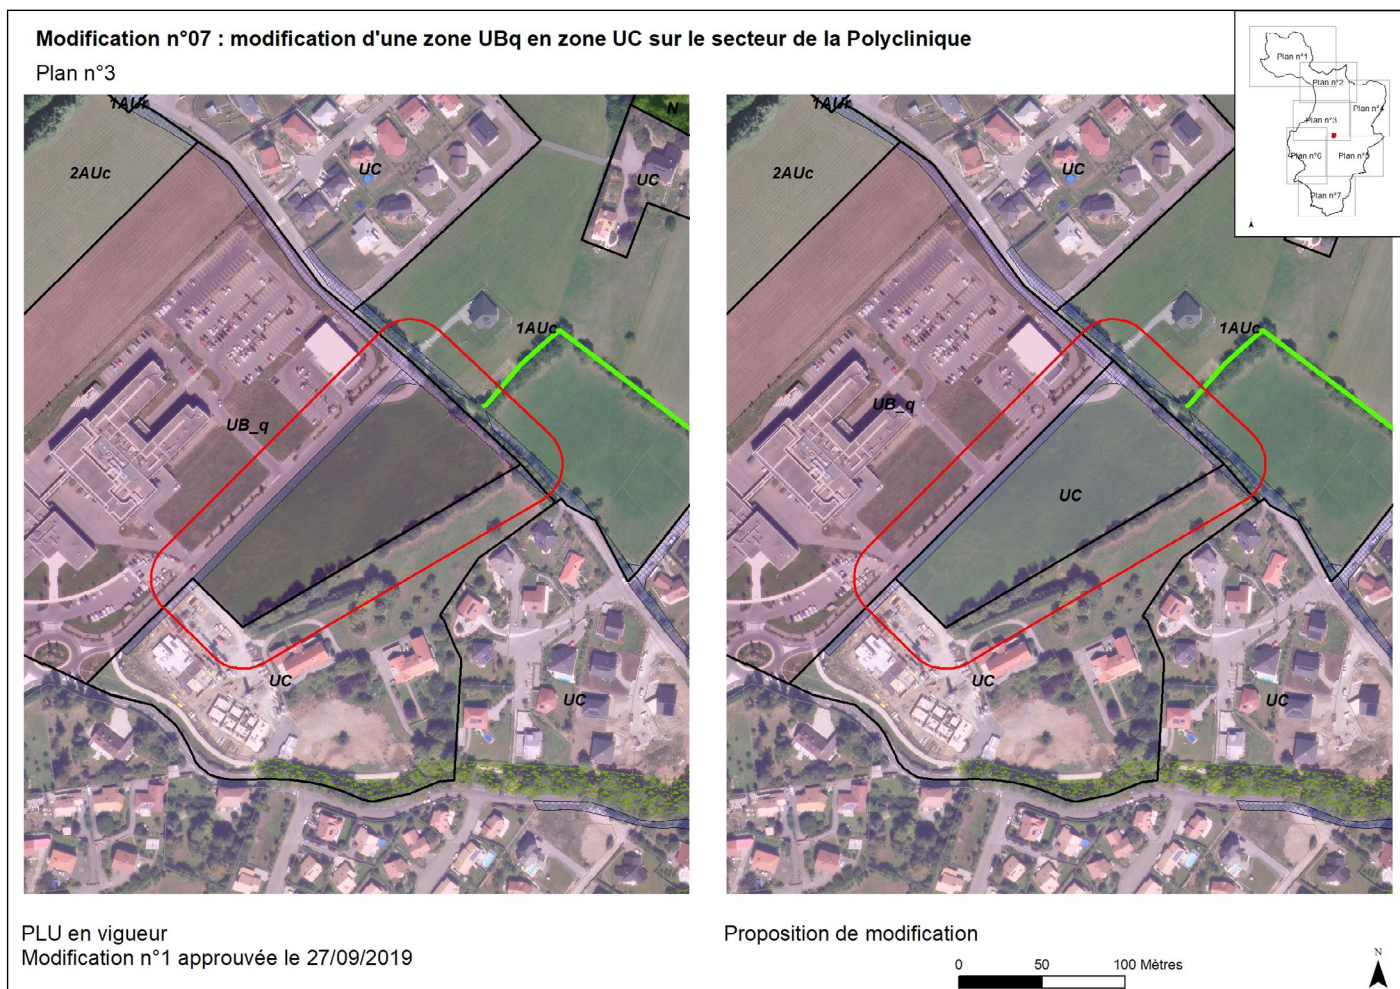 Modification n°07 : modification d'une zone UBq en zone UC sur le secteur de la Polyclinique
Plan n°3
Plan n°1
Plan n°2
Plan n°4
Plan n°3
Plan n°6
Plan n°5
Plan n°7
1AUr
N
2AUc
UC
UC
1AUc
UB_q
UC
UC
1AUr
2AUc
UC
1AUc
UB_q
UC
UC
UC
PLU en vigueur
Modification n°1 approuvée le 27/09/2019
Proposition de modification
0 50 100 Mètres
N